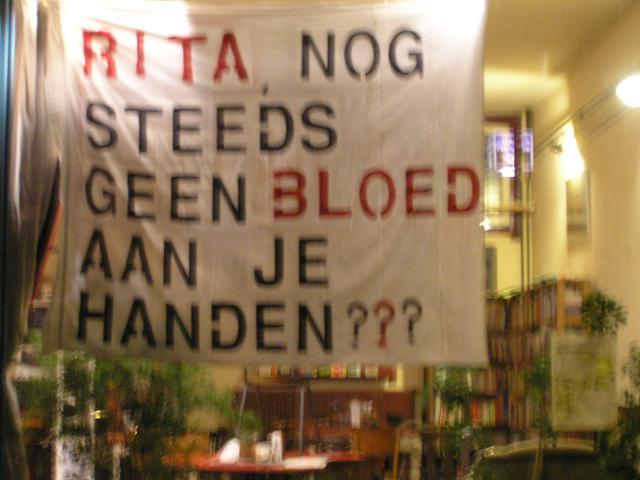 RITA, NOG
STEEDS
GEEN BLOED
AAN JE
HANDEN???